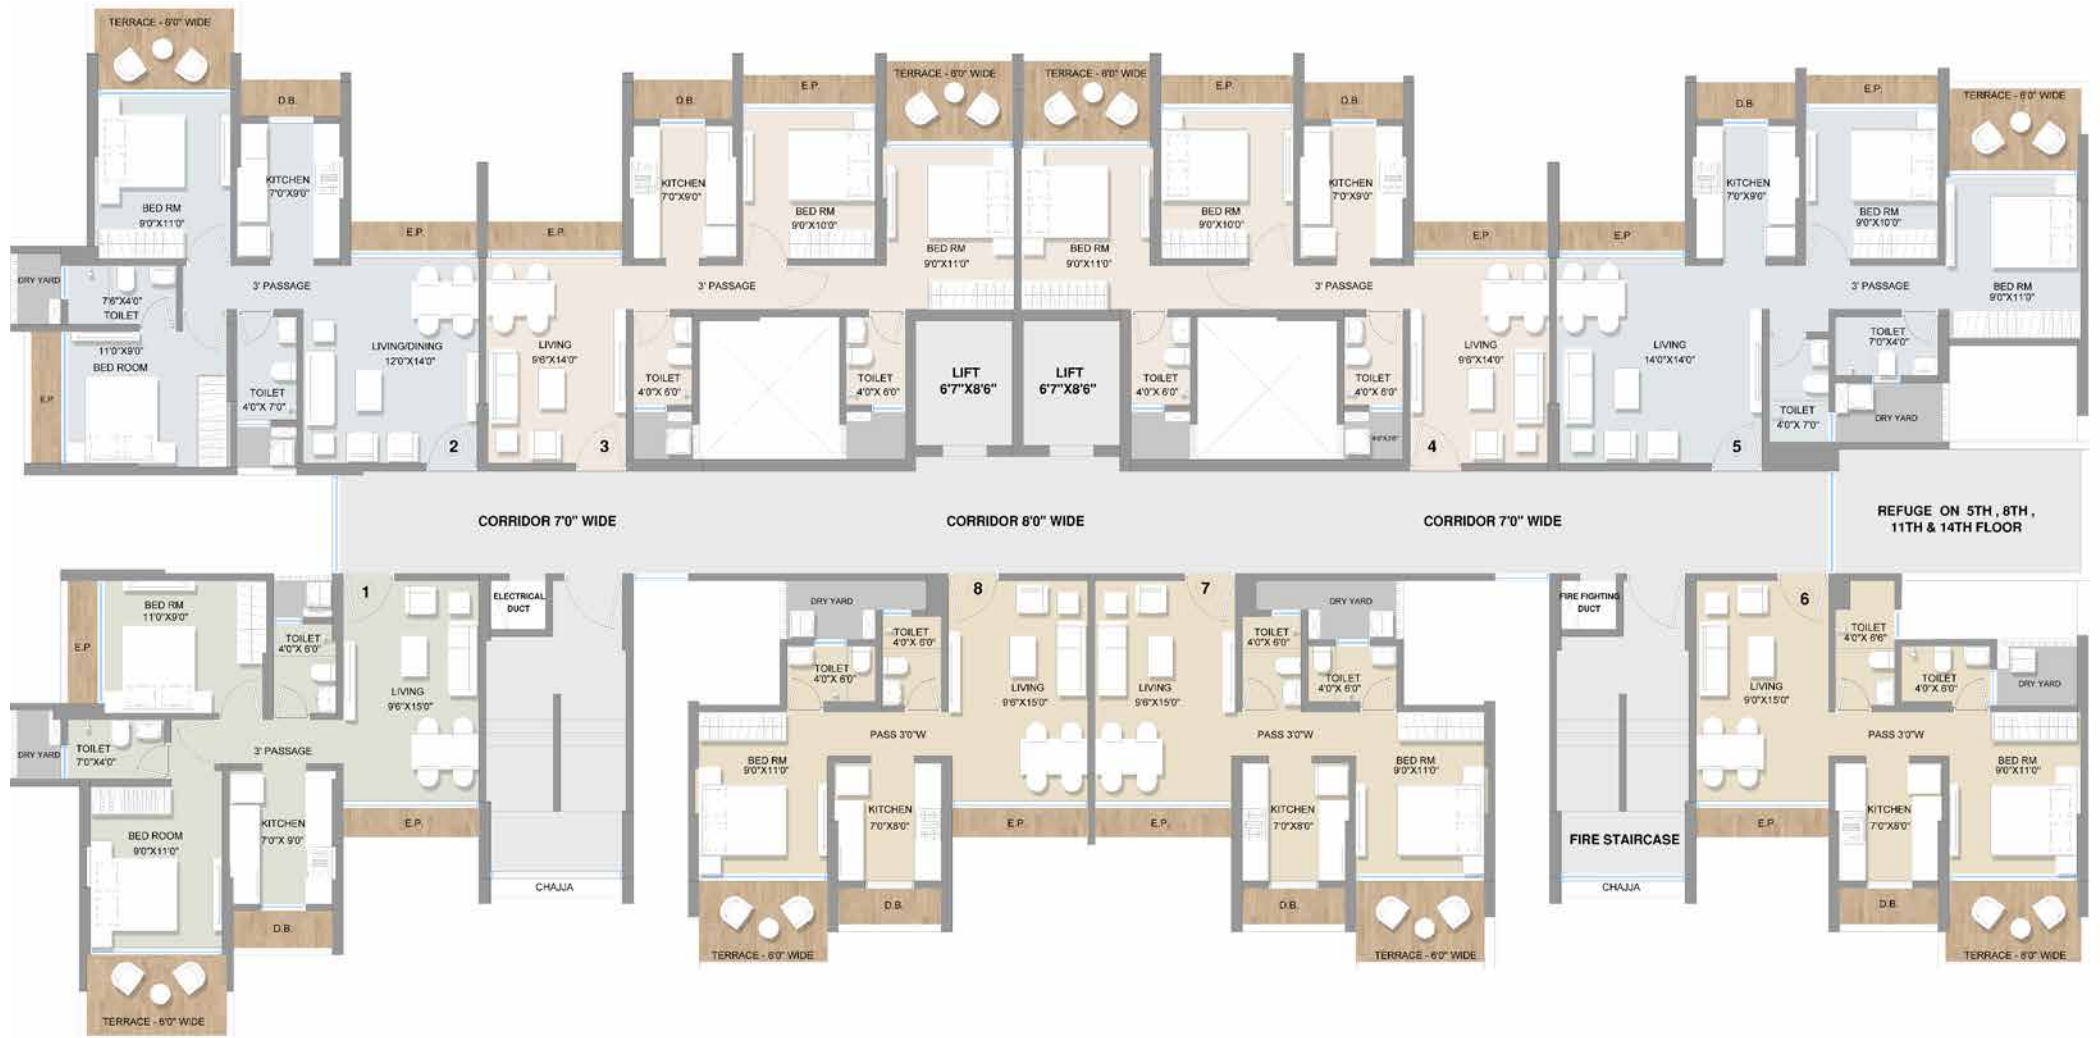 TERRACE - 6'0" WIDE
D.B.
KITCHEN
7'0"X9'0"
BED RM
9'0"X11'0"
E.P.
DRY YARD
7'6"X4'0"
TOILET
3' PASSAGE
11'0"X9'0"
BED ROOM
E.P.
TOILET
4'0"X 7'0"
LIVING/DINING
12'0"X14'0"
2
E.P.
D.B.
KITCHEN
7'0"X9'0"
E.P.
BED RM
9'0"X10'0"
TERRACE - 6'0" WIDE
BED RM
9'0"X11'0"
3' PASSAGE
LIVING
9'6"X14'0"
TOILET
4'0"X 6'0"
TOILET
4'0"X 6'0"
3
LIFT
6'7"X8'6"
LIFT
6'7"X8'6"
TERRACE - 6'0" WIDE
BED RM
9'0"X11'0"
E.P.
BED RM
9'0"X10'0"
D.B.
KITCHEN
7'0"X9'0"
E.P.
3' PASSAGE
TOILET
4'0"X 6'0"
TOILET
4'0"X 6'0"
LIVING
9'6"X14'0"
4
E.P.
D.B.
KITCHEN
7'0"X9'0"
E.P.
BED RM
9'0"X10'0"
TERRACE - 6'0" WIDE
BED RM
9'0"X11'0"
3' PASSAGE
LIVING
14'0"X14'0"
TOILET
7'0"X4'0"
TOILET
4'0"X 7'0"
DRY YARD
5
CORRIDOR 7'0" WIDE
CORRIDOR 8'0" WIDE
CORRIDOR 7'0" WIDE
REFUGE ON 5TH , 8TH ,
11TH & 14TH FLOOR
1
BED RM
11'0"X9'0"
E.P.
TOILET
4'0"X 6'0"
LIVING
9'6"X15'0"
DRY YARD
TOILET
7'0"X4'0"
3' PASSAGE
BED ROOM
9'0"X11'0"
KITCHEN
7'0"X 9'0"
E.P.
D.B.
TERRACE - 6'0" WIDE
ELECTRICAL
DUCT
CHAJJA
8
DRY YARD
TOILET
4'0"X 6'0"
TOILET
4'0"X 6'0"
LIVING
9'6"X15'0"
PASS 3'0"W
BED RM
9'0"X11'0"
KITCHEN
7'0"X8'0"
E.P.
D.B.
TERRACE - 6'0" WIDE
7
DRY YARD
TOILET
4'0"X 6'0"
TOILET
4'0"X 6'0"
LIVING
9'6"X15'0"
PASS 3'0"W
BED RM
9'0"X11'0"
KITCHEN
7'0"X8'0"
E.P.
D.B.
TERRACE - 6'0" WIDE
FIRE FIGHTING
DUCT
FIRE STAIRCASE
CHAJJA
6
TOILET
4'0"X 6'6"
TOILET
4'0"X 6'0"
DRY YARD
LIVING
9'0"X15'0"
PASS 3'0"W
BED RM
9'0"X11'0"
KITCHEN
7'0"X8'0"
E.P.
D.B.
TERRACE - 6'0" WIDE